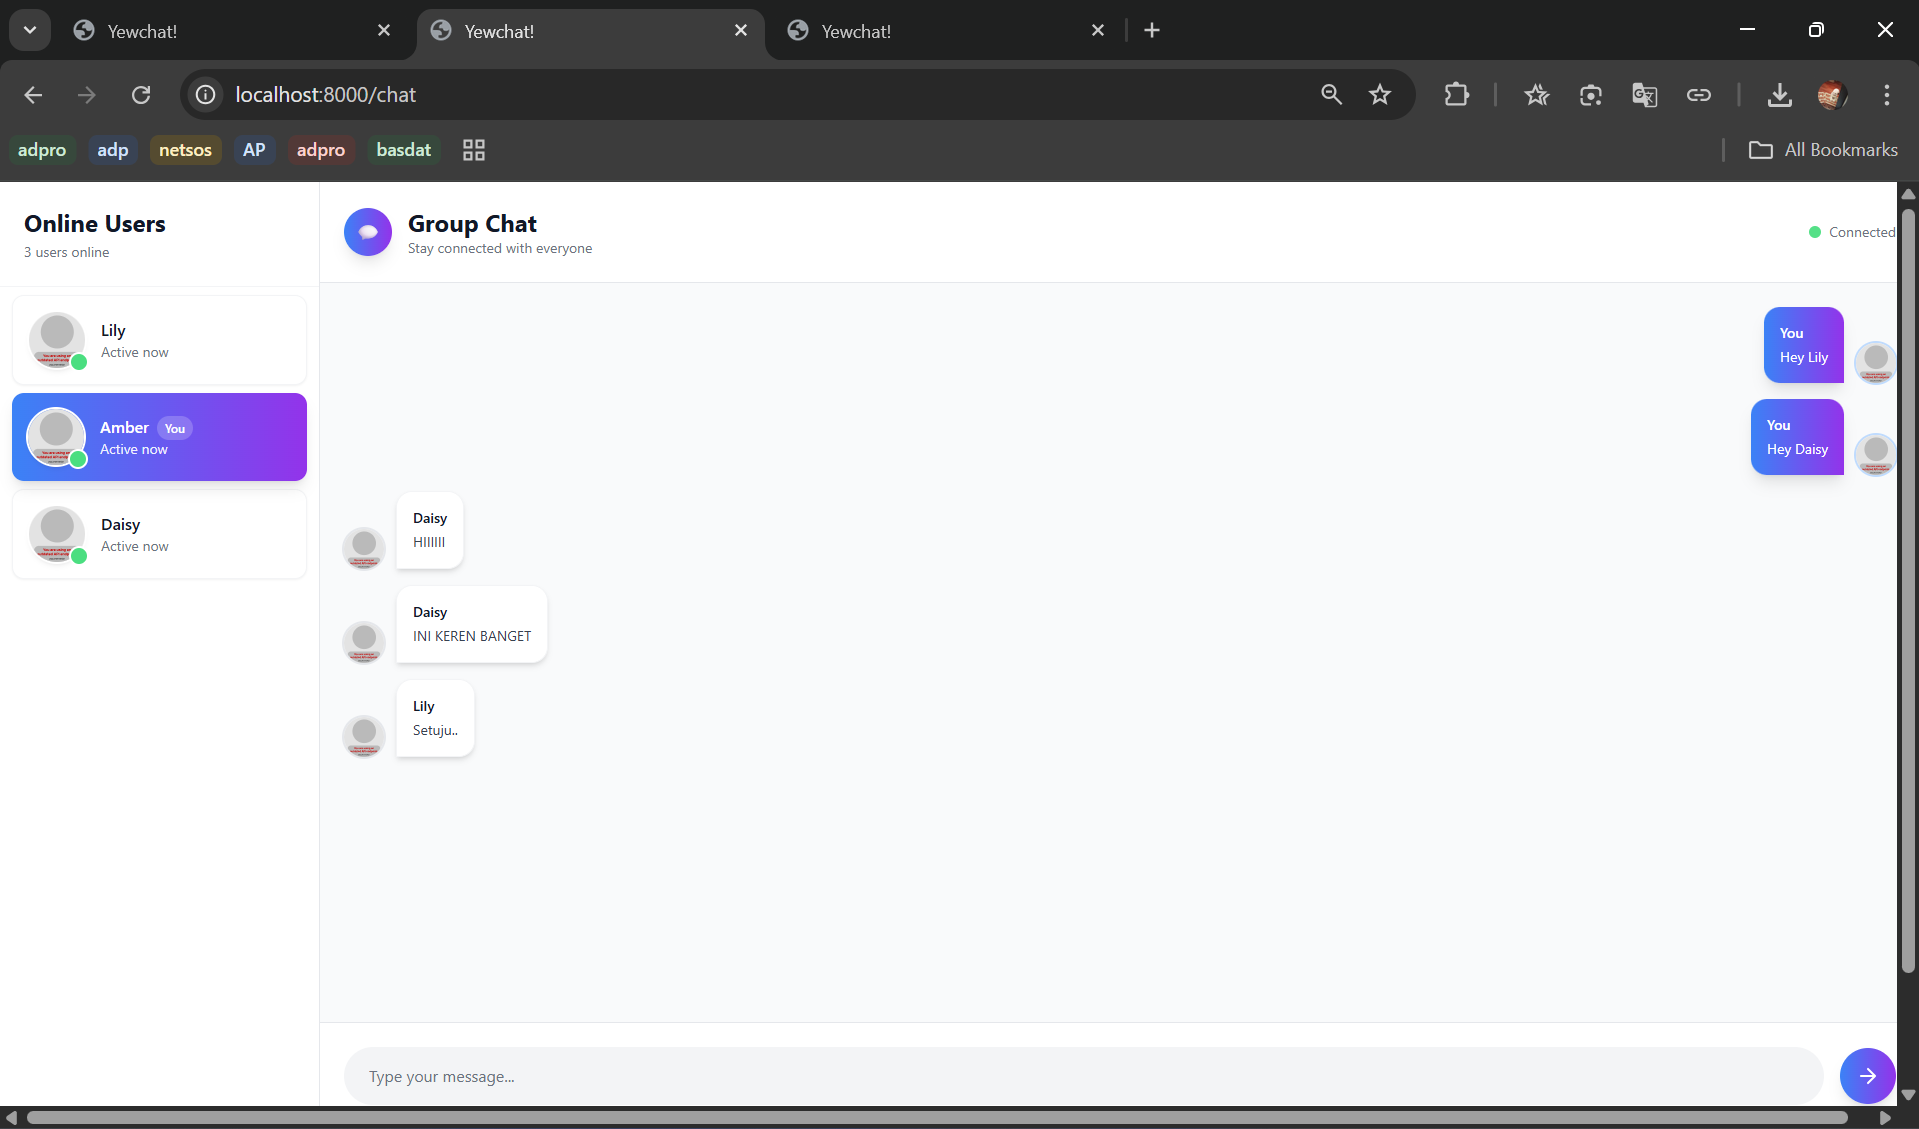 Yewchat!
Yewchat!
Yewchat!
localhost:8000/chat
adpro
adp
netsos
AP
adpro
basdat
All Bookmarks
Online Users
3 users online
Lily
Active now
Amber
You
Active now
Daisy
Active now
Group Chat
Stay connected with everyone
Connected
You
Hey Lily
You
Hey Daisy
Daisy
HIIIIII
Daisy
INI KEREN BANGET
Lily
Setuju..
Type your message...